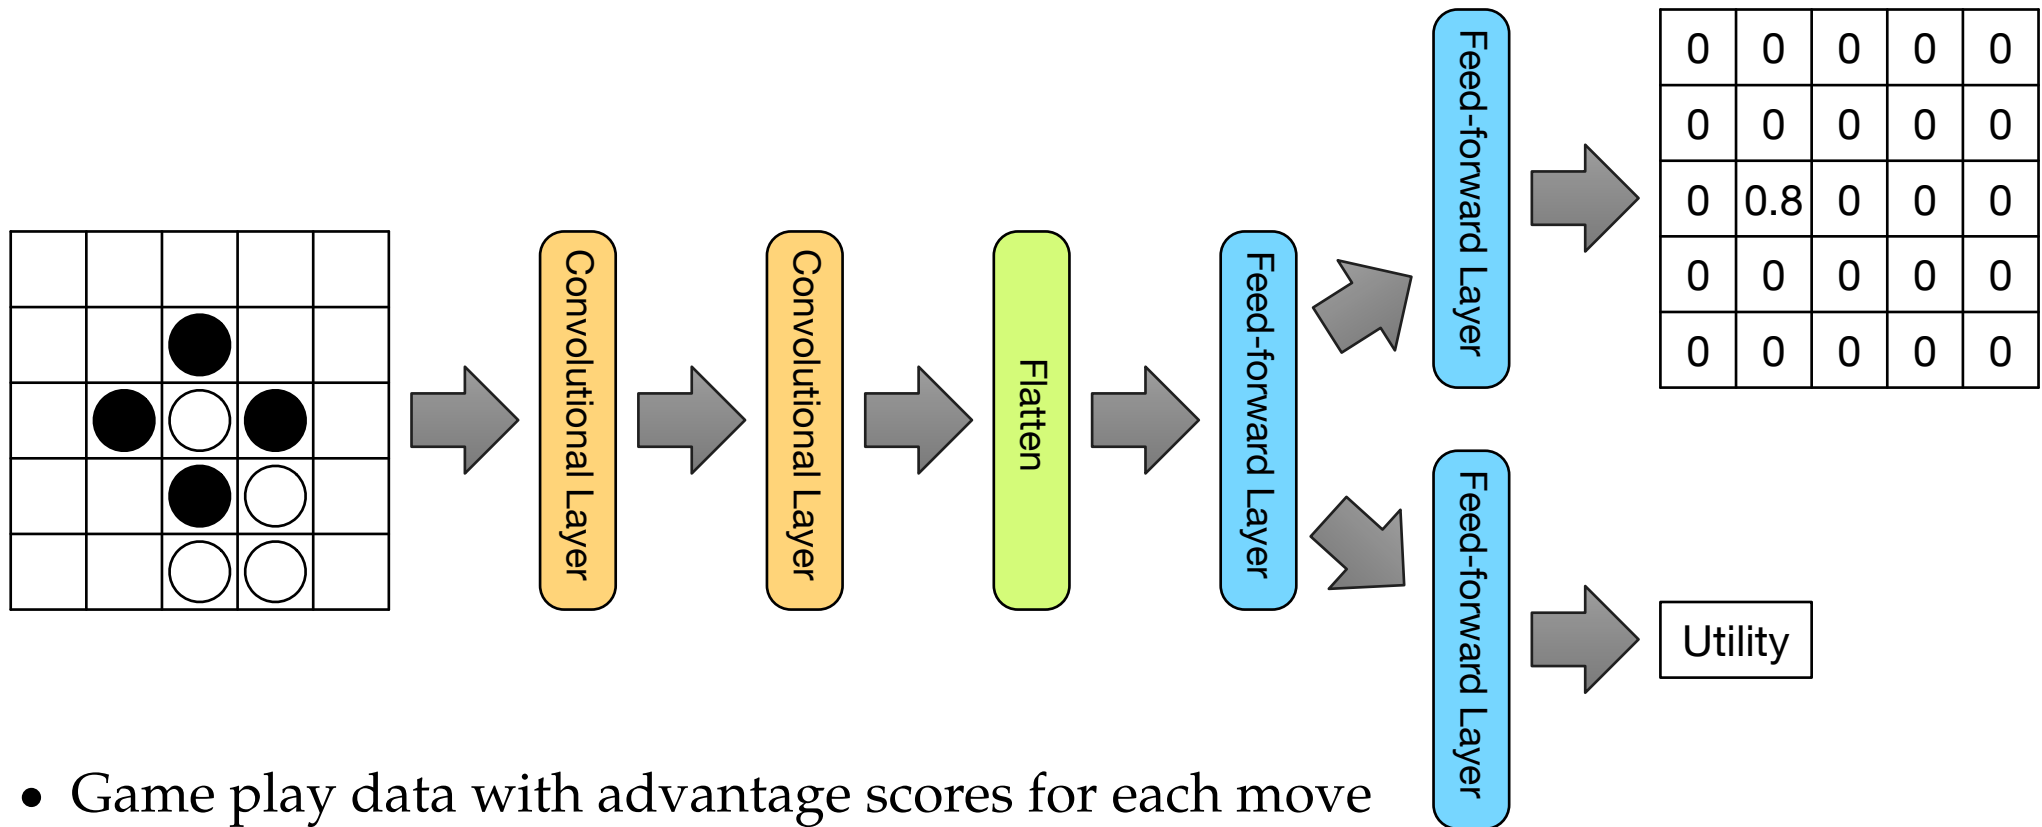 Convolutional Layer
Convolutional Layer
Flatten
Feed-forward Layer
Feed-forward Layer
0 0 0 0 0
0 0 0 0 0
0 0.8 0 0 0
0 0 0 0 0
0 0 0 0 0
Feed-forward Layer
Utility
• Game play data with advantage scores for each move